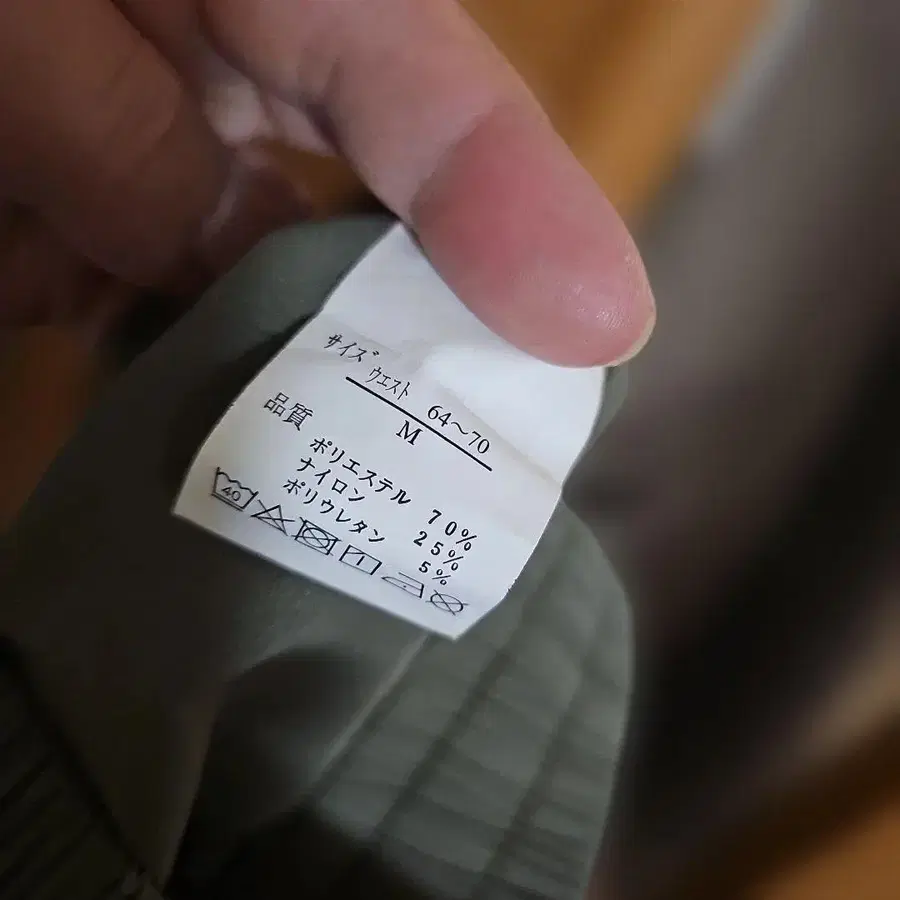 サイズ
ウエスト 64～70
M
品質
ポリエステル 70%
ナイロン 25%
ポリウレタン 5%
40